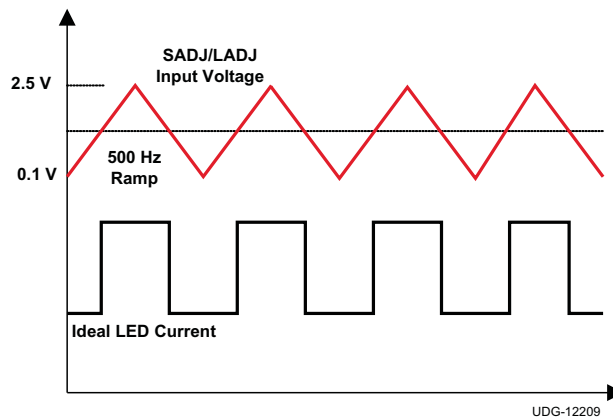 SADJ/LADJ
Input Voltage
2.5 V
500 Hz
Ramp
0.1 V
Ideal LED Current
UDG-12209